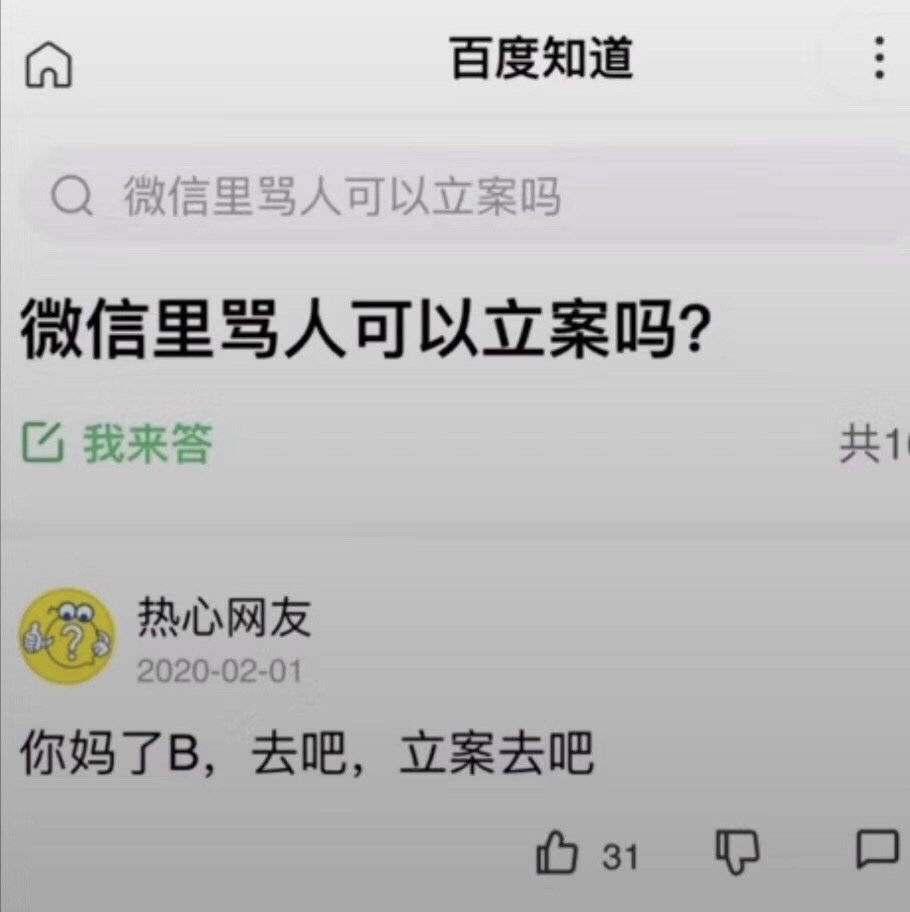 百度知道
微信里骂人可以立案吗
微信里骂人可以立案吗?
我来答
共1
热心网友
2020-02-01
你妈了B，去吧，立案去吧
31